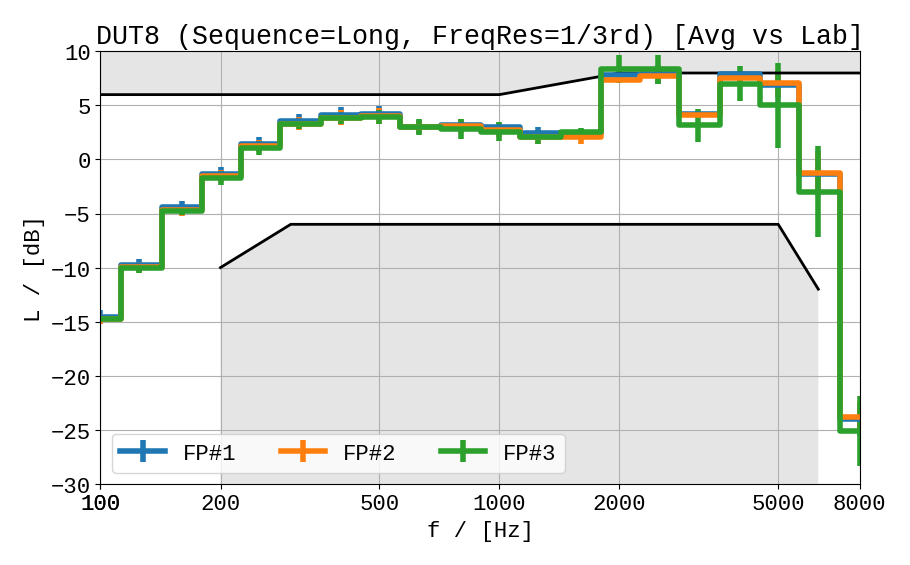 DUT8 (Sequence=Long, FreqRes=1/3rd) [Avg vs Lab]
10
5
0
−5
−10
−15
−20
−25
−30
L / [dB]
FP#1 FP#2 FP#3
100 200 500 1000 2000 5000 8000
f / [Hz]